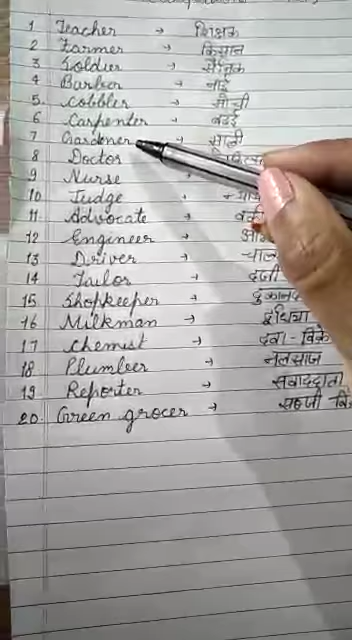 1 Teacher → शिक्षक
2 Farmer → किसान
3 Soldier → सैनिक
4 Barber → नाई
5. Cobbler → मोची
6 Carpenter → बढ़ई
7 Gardener →
8 Doctor
9 Nurse
10 Judge
11 Advocate →
12 Engineer →
13 Driver →
14 Tailor → दर्जी
15 Shopkeeper →
16 Milkman →
17 Chemist → दवा-
18 Plumber → नलसाज
19 Reporter → संवाददाता
20. Green grocer → सब्जी